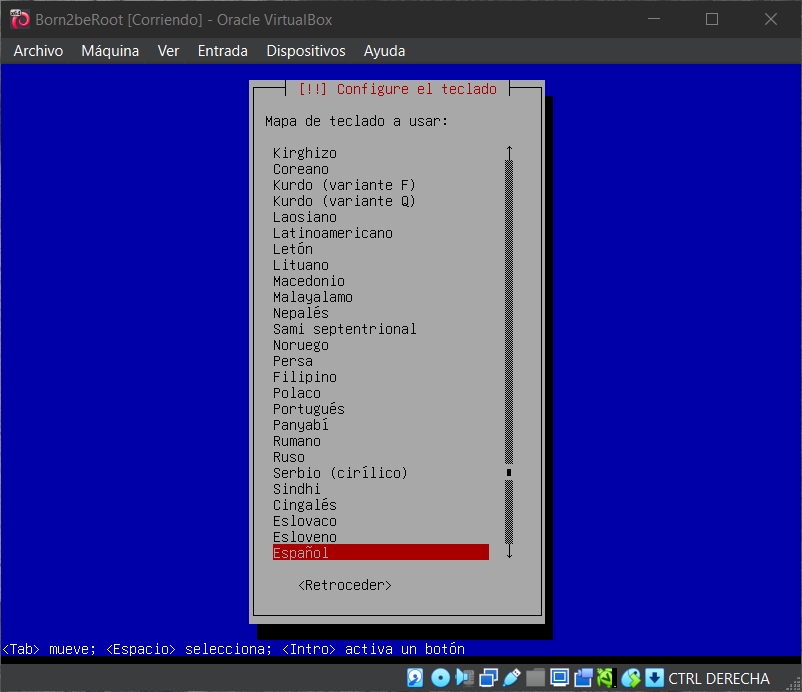 Born2beRoot [Corriendo] - Oracle VirtualBox
Archivo Máquina Ver Entrada Dispositivos Ayuda
[!!] Configure el teclado
Mapa de teclado a usar:
Kirghizo
Coreano
Kurdo (variante F)
Kurdo (variante Q)
Laosiano
Latinoamericano
Letón
Lituano
Macedonio
Malayalamo
Nepalés
Sami septentrional
Noruego
Persa
Filipino
Polaco
Portugués
Panyabí
Rumano
Ruso
Serbio (cirílico)
Sindhi
Cingalés
Eslovaco
Esloveno
Español
<Retroceder>
<Tab> mueve; <Espacio> selecciona; <Intro> activa un botón
CTRL DERECHA